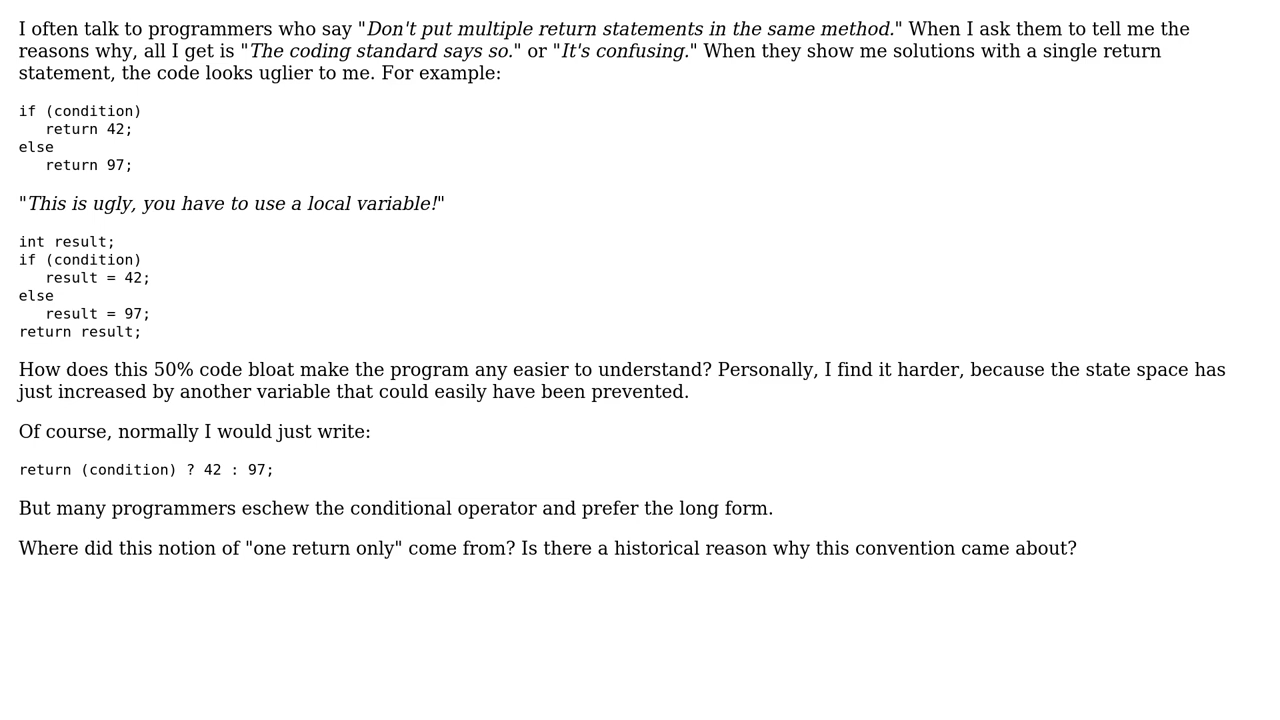 I often talk to programmers who say "Don't put multiple return statements in the same method." When I ask them to tell me the
reasons why, all I get is "The coding standard says so." or "It's confusing." When they show me solutions with a single return
statement, the code looks uglier to me. For example:
if (condition)
   return 42;
else
   return 97;
"This is ugly, you have to use a local variable!"
int result;
if (condition)
   result = 42;
else
   result = 97;
return result;
How does this 50% code bloat make the program any easier to understand? Personally, I find it harder, because the state space has
just increased by another variable that could easily have been prevented.
Of course, normally I would just write:
return (condition) ? 42 : 97;
But many programmers eschew the conditional operator and prefer the long form.
Where did this notion of "one return only" come from? Is there a historical reason why this convention came about?